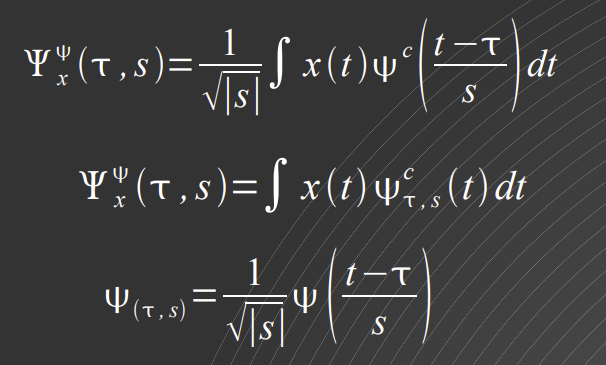 Ψ_x^ψ(τ,s)=1/√|s| ∫ x(t)ψ^c((t−τ)/s)dt
Ψ_x^ψ(τ,s)=∫ x(t)ψ^c_{τ,s}(t)dt
ψ_{(τ,s)}=1/√|s| ψ((t−τ)/s)